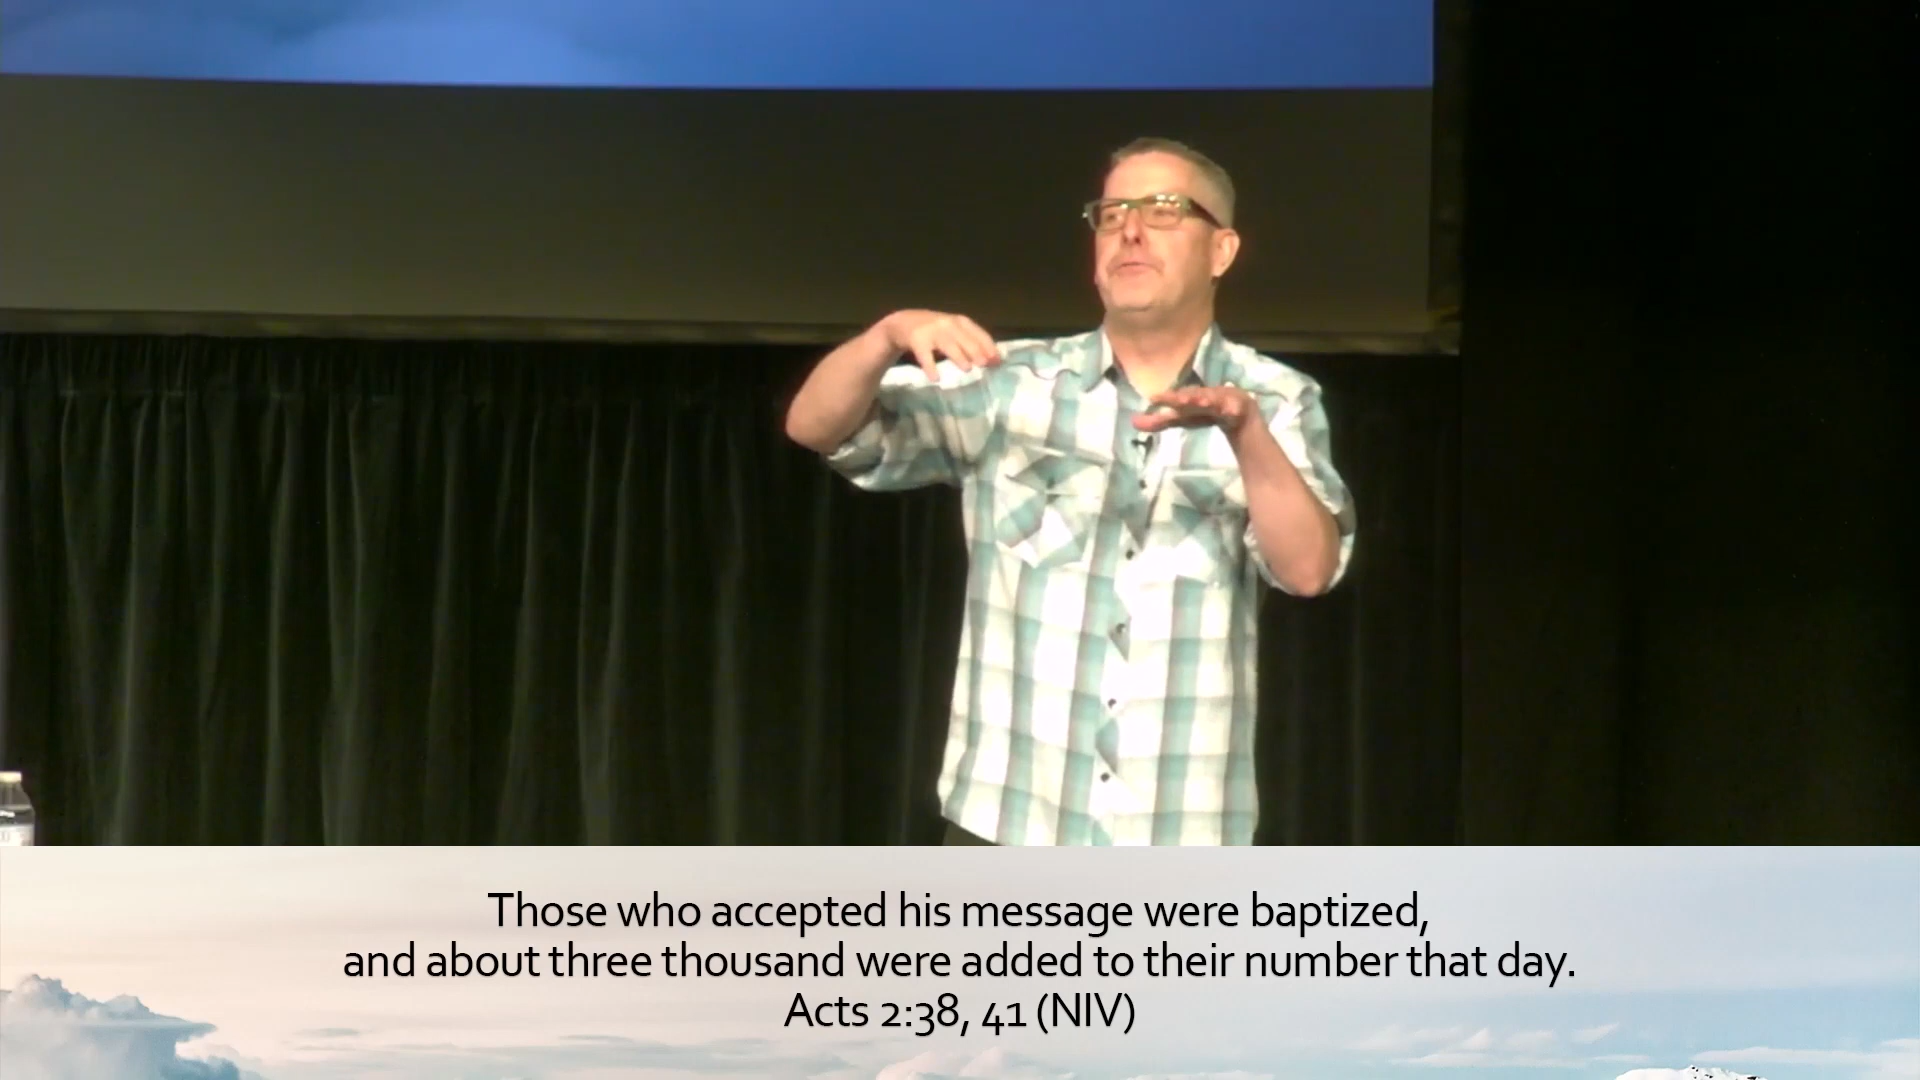 Those who accepted his message were baptized,
and about three thousand were added to their number that day.
Acts 2:38, 41 (NIV)